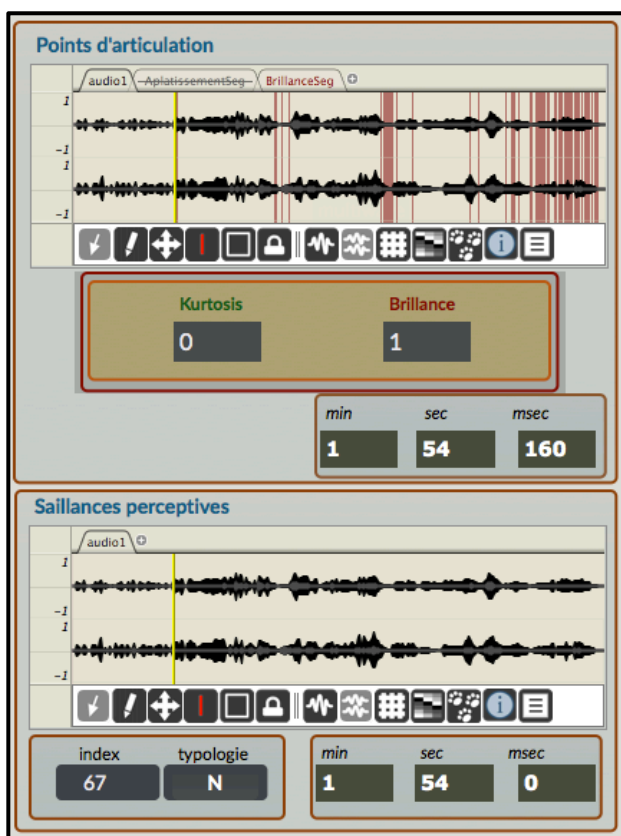 Points d'articulation
audio1 AplatissementSeg BrillanceSeg
1
-1
1
-1
Kurtosis Brillance
0 1
min sec msec
1 54 160
Saillances perceptives
audio1
1
-1
1
-1
index typologie min sec msec
67 N 1 54 0